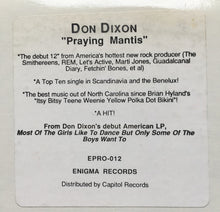 DON DIXON
"Praying Mantis"
"The debut 12" from America's hottest new rock producer (The
Smithereens, REM, Let's Active, Marti Jones, Guadalcanal
Diary, Fetchin' Bones, et al)
"A Top Ten single in Scandinavia and the Benelux!
"The best music out of North Carolina since Brian Hyland's
"Itsy Bitsy Teenie Weenie Yellow Polka Dot Bikini"!
"A HIT!
From Don Dixon's debut American LP,
Most Of The Girls Like To Dance But Only Some Of The
Boys Want To
EPRO-012
ENIGMA RECORDS
Distributed by Capitol Records